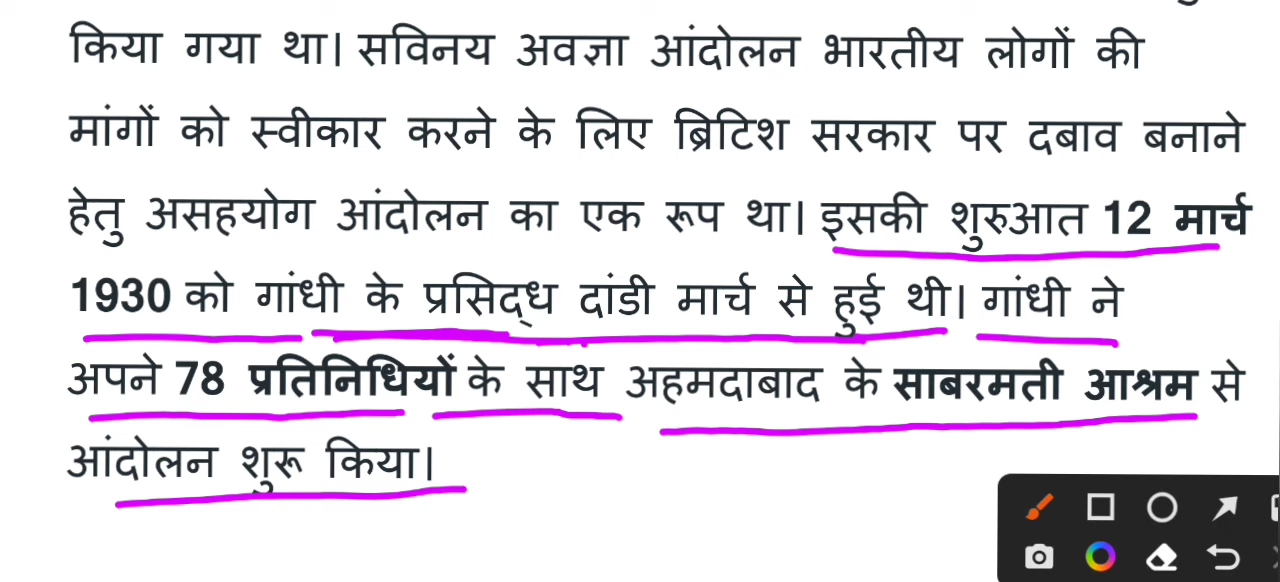 किया गया था। सविनय अवज्ञा आंदोलन भारतीय लोगों की
मांगों को स्वीकार करने के लिए ब्रिटिश सरकार पर दबाव बनाने
हेतु असहयोग आंदोलन का एक रूप था। इसकी शुरुआत 12 मार्च
1930 को गांधी के प्रसिद्ध दांडी मार्च से हुई थी। गांधी ने
अपने 78 प्रतिनिधियों के साथ अहमदाबाद के साबरमती आश्रम से
आंदोलन शुरू किया।